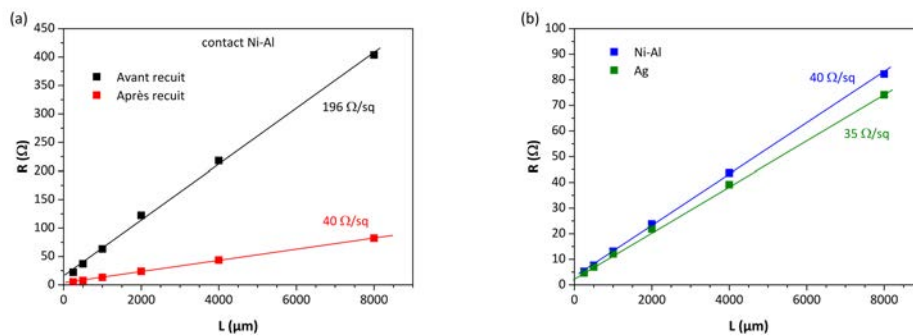 (a)
450
400
350
300
250
200
150
100
50
0
R (Ω)
contact Ni-Al
Avant recuit
Après recuit
196 Ω/sq
40 Ω/sq
0 2000 4000 6000 8000
L (µm)
(b)
100
90
80
70
60
50
40
30
20
10
0
R (Ω)
Ni-Al
Ag
40 Ω/sq
35 Ω/sq
0 2000 4000 6000 8000
L (µm)